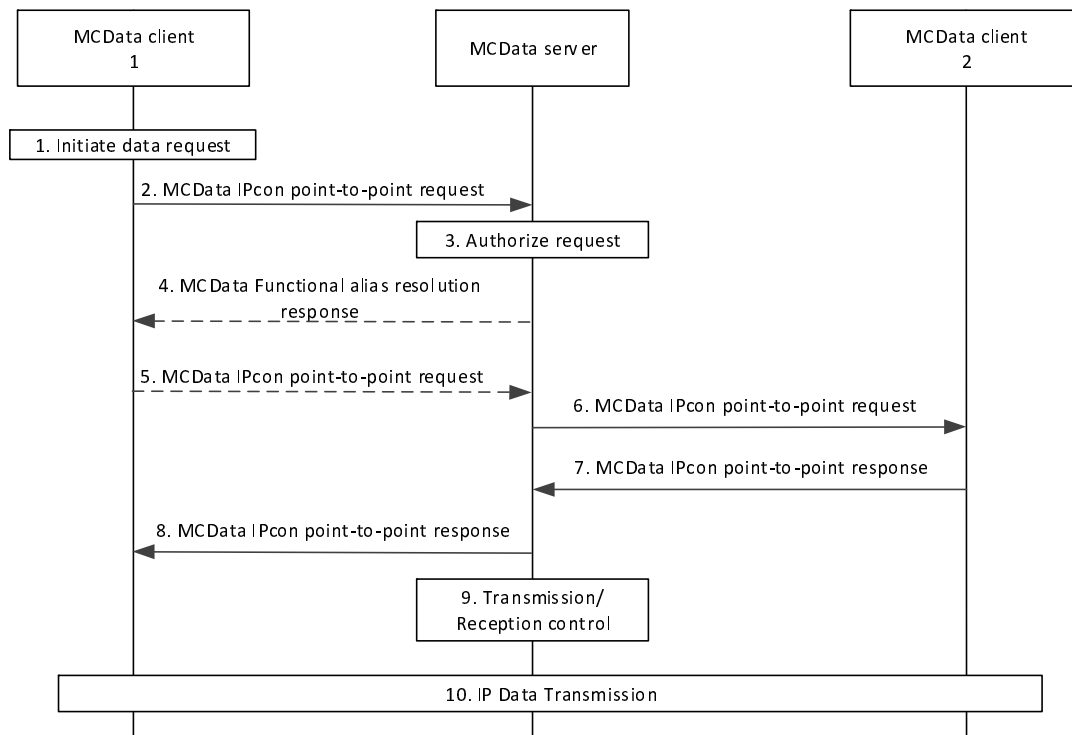 MCData client
1
MCData server
MCData client
2
1. Initiate data request
2. MCData IPcon point-to-point request
3. Authorize request
4. MCData Functional alias resolution
response
5. MCData IPcon point-to-point request
6. MCData IPcon point-to-point request
7. MCData IPcon point-to-point response
8. MCData IPcon point-to-point response
9. Transmission/
Reception control
10. IP Data Transmission